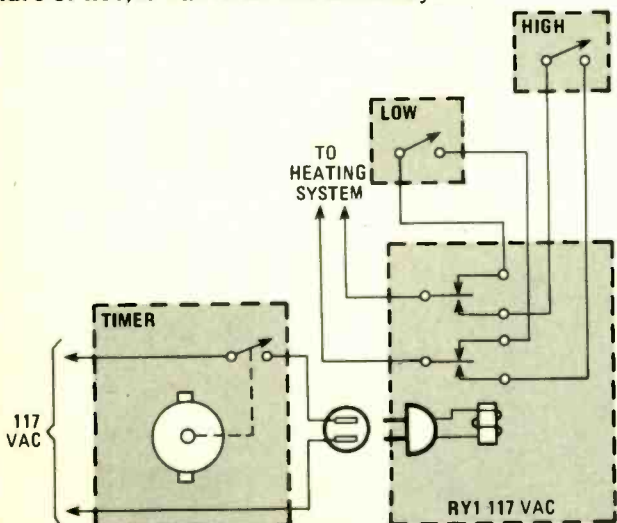 HIGH
LOW
TO
HEATING
SYSTEM
TIMER
117
VAC
RY1 117 VAC